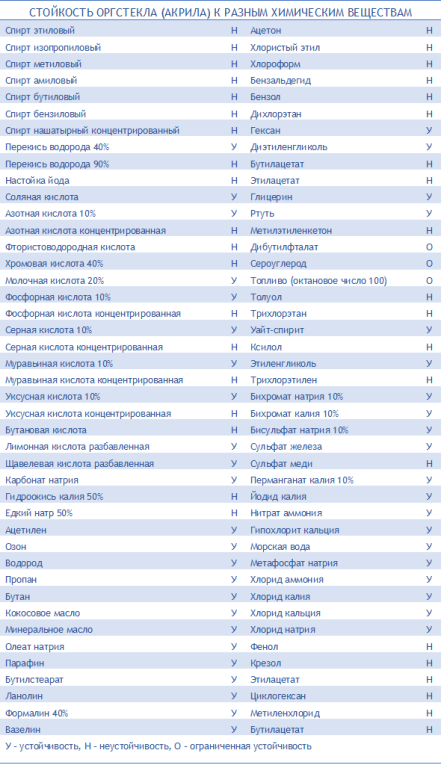 СТОЙКОСТЬ ОРГСТЕКЛА (АКРИЛА) К РАЗНЫМ ХИМИЧЕСКИМ ВЕЩЕСТВАМ
Спирт этиловый Н Ацетон Н
Спирт изопропиловый Н Хлористый этил Н
Спирт метиловый Н Хлороформ Н
Спирт амиловый Н Бензальдегид Н
Спирт бутиловый Н Бензол Н
Спирт бензиловый Н Дихлорэтан Н
Спирт нашатырный концентрированный Н Гексан У
Перекись водорода 40% У Диэтиленгликоль У
Перекись водорода 90% Н Бутилацетат Н
Настойка йода Н Этилацетат Н
Соляная кислота У Глицерин У
Азотная кислота 10% У Ртуть У
Азотная кислота концентрированная Н Метилэтиленкетон Н
Фтористоводородная кислота Н Дибутилфталат О
Хромовая кислота 40% Н Сероуглерод О
Молочная кислота 20% У Топливо (октановое число 100) О
Фосфорная кислота 10% У Толуол Н
Фосфорная кислота концентрированная Н Трихлорэтан Н
Серная кислота 10% У Уайт-спирит У
Серная кислота концентрированная Н Ксилол Н
Муравьиная кислота 10% У Этиленгликоль У
Муравьиная кислота концентрированная Н Трихлорэтилен Н
Уксусная кислота 10% У Бихромат натрия 10% У
Уксусная кислота концентрированная Н Бихромат калия 10% У
Бутановая кислота Н Бисульфат натрия 10% У
Лимонная кислота разбавленная У Сульфат железа У
Щавелевая кислота разбавленная У Сульфат меди Н
Карбонат натрия У Перманганат калия 10% У
Гидроокись калия 50% Н Йодид калия У
Едкий натр 50% Н Нитрат аммония У
Ацетилен У Гипохлорит кальция У
Озон У Морская вода У
Водород У Метафосфат натрия У
Пропан У Хлорид аммония У
Бутан У Хлорид калия У
Кокосовое масло У Хлорид кальция У
Минеральное масло У Хлорид натрия У
Олеат натрия У Фенол Н
Парафин У Крезол Н
Бутилстеарат У Этилацетат Н
Ланолин У Циклогексан Н
Формалин 40% У Метиленхлорид Н
Вазелин У Бутилацетат Н
У - устойчивость, Н - неустойчивость, О - ограниченная устойчивость